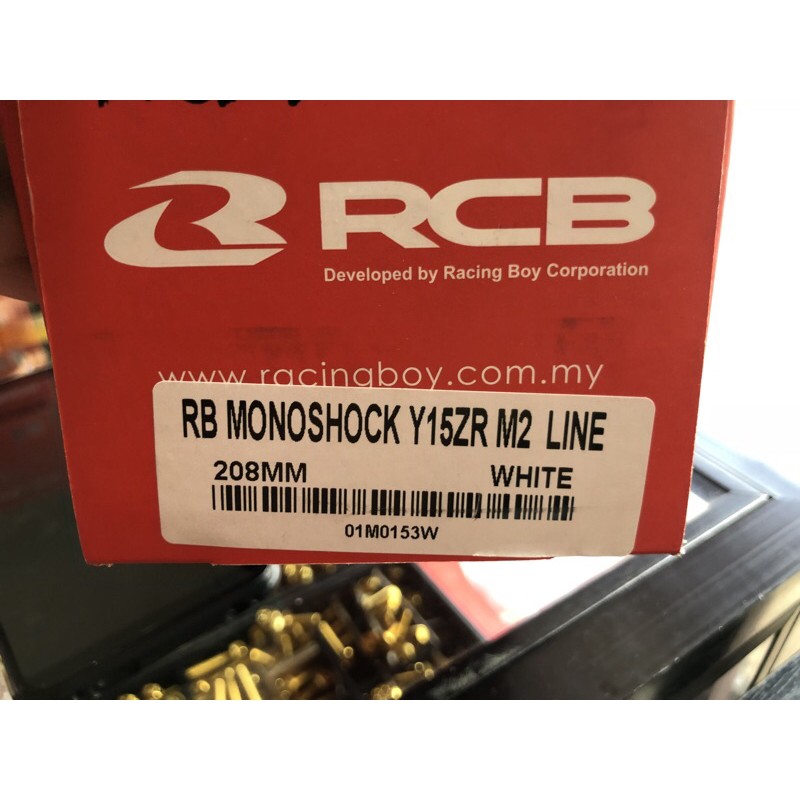 RCB
Developed by Racing Boy Corporation
www.racingboy.com.my
RB MONOSHOCK Y15ZR M2 LINE
208MM WHITE
01M0153W